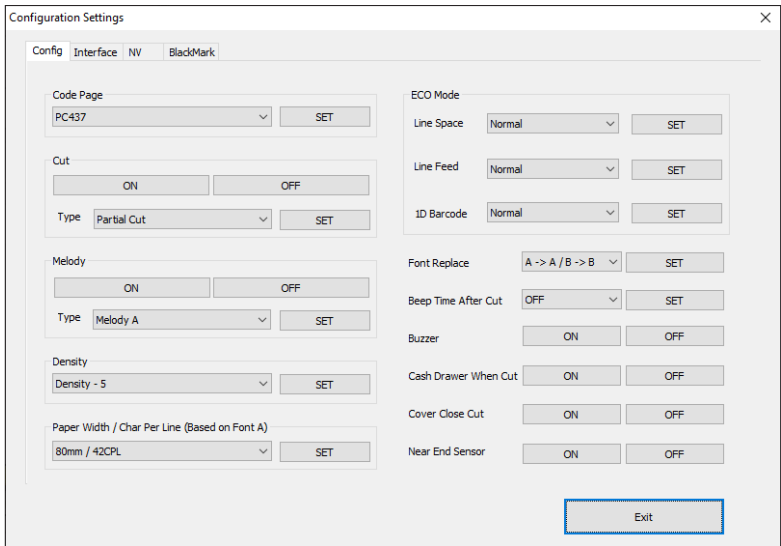 Configuration Settings
Config Interface NV BlackMark
Code Page
PC437 SET
Cut
ON OFF
Type Partial Cut SET
Melody
ON OFF
Type Melody A SET
Density
Density - 5 SET
Paper Width / Char Per Line (Based on Font A)
80mm / 42CPL SET
ECO Mode
Line Space Normal SET
Line Feed Normal SET
1D Barcode Normal SET
Font Replace A -> A / B -> B SET
Beep Time After Cut OFF SET
Buzzer ON OFF
Cash Drawer When Cut ON OFF
Cover Close Cut ON OFF
Near End Sensor ON OFF
Exit